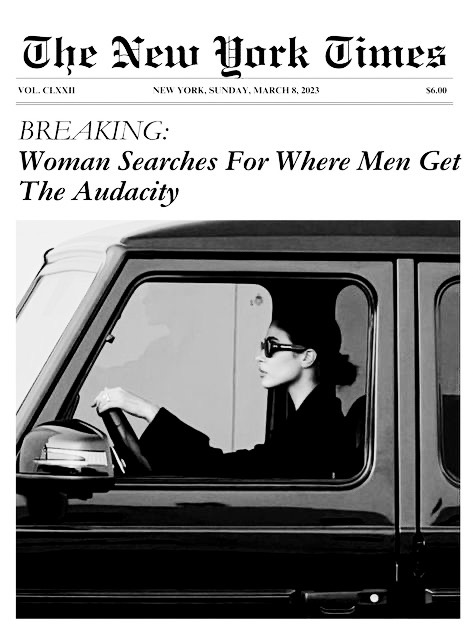 The New York Times
VOL. CLXXII NEW YORK, SUNDAY, MARCH 8, 2023 $6.00
BREAKING:
Woman Searches For Where Men Get
The Audacity